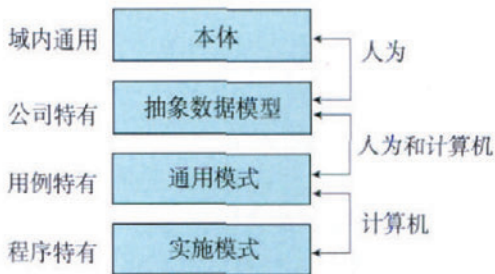 域内通用 本体
人为
公司特有 抽象数据模型
人为和计算机
用例特有 通用模式
计算机
程序特有 实施模式